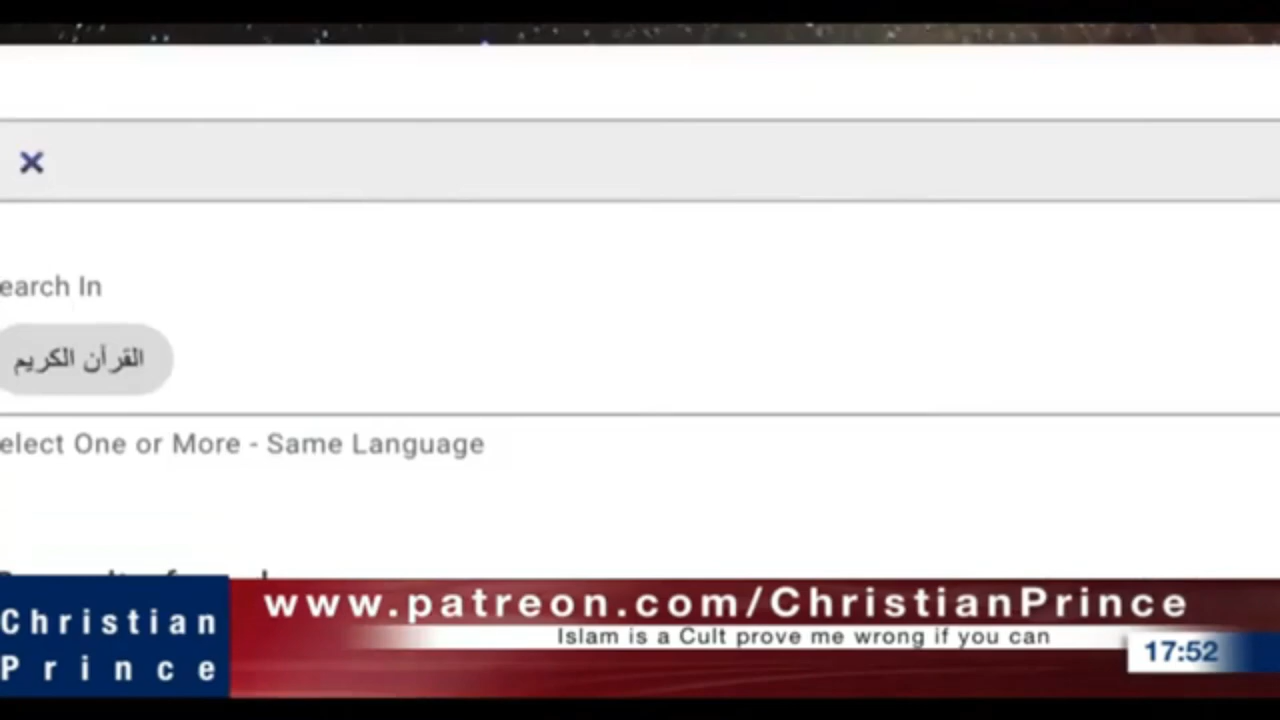 ×
earch In
القرآن الكريم
elect One or More - Same Language
Christian
Prince
www.patreon.com/ChristianPrince
Islam is a Cult prove me wrong if you can
17:52